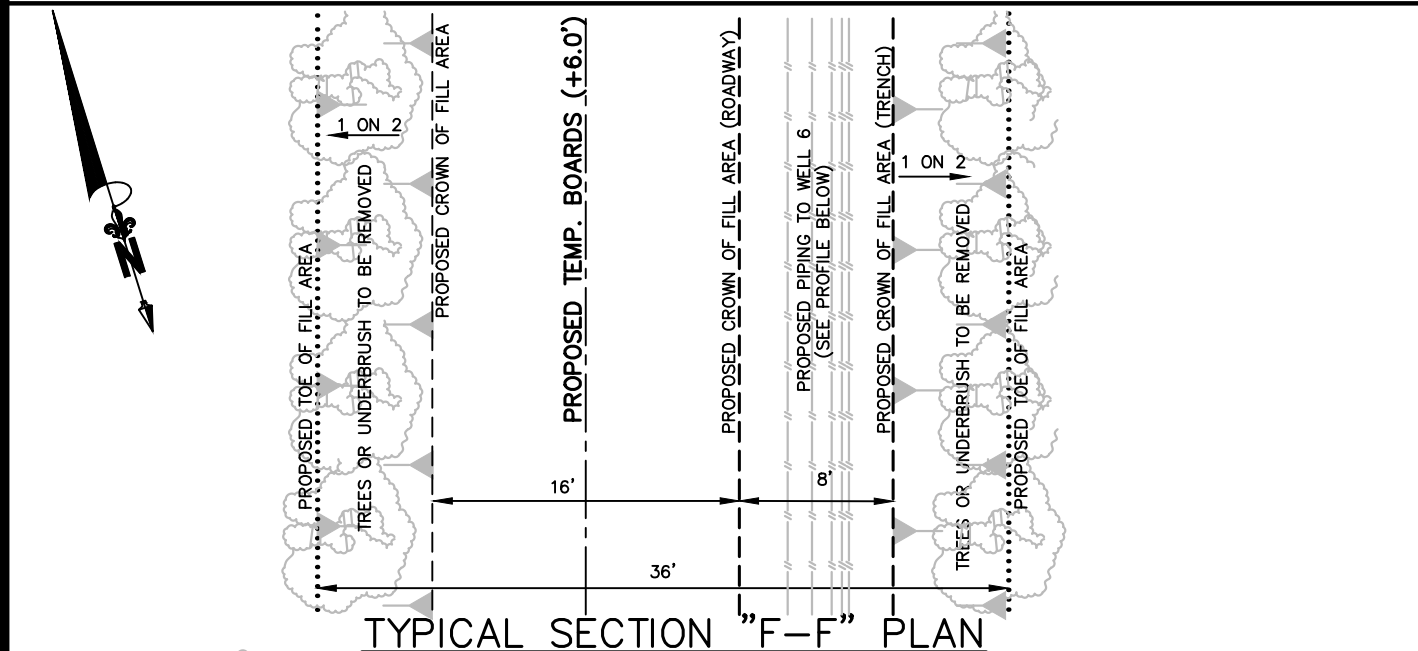 PROPOSED TOE OF FILL AREA
TREES OR UNDERBRUSH TO BE REMOVED
1 ON 2
PROPOSED CROWN OF FILL AREA
PROPOSED TEMP. BOARDS (+6.0')
PROPOSED CROWN OF FILL AREA (ROADWAY)
PROPOSED PIPING TO WELL 6
(SEE PROFILE BELOW)
PROPOSED CROWN OF FILL AREA (TRENCH)
1 ON 2
TREES OR UNDERBRUSH TO BE REMOVED
PROPOSED TOE OF FILL AREA
N
16'
8'
36'
TYPICAL SECTION "F-F" PLAN